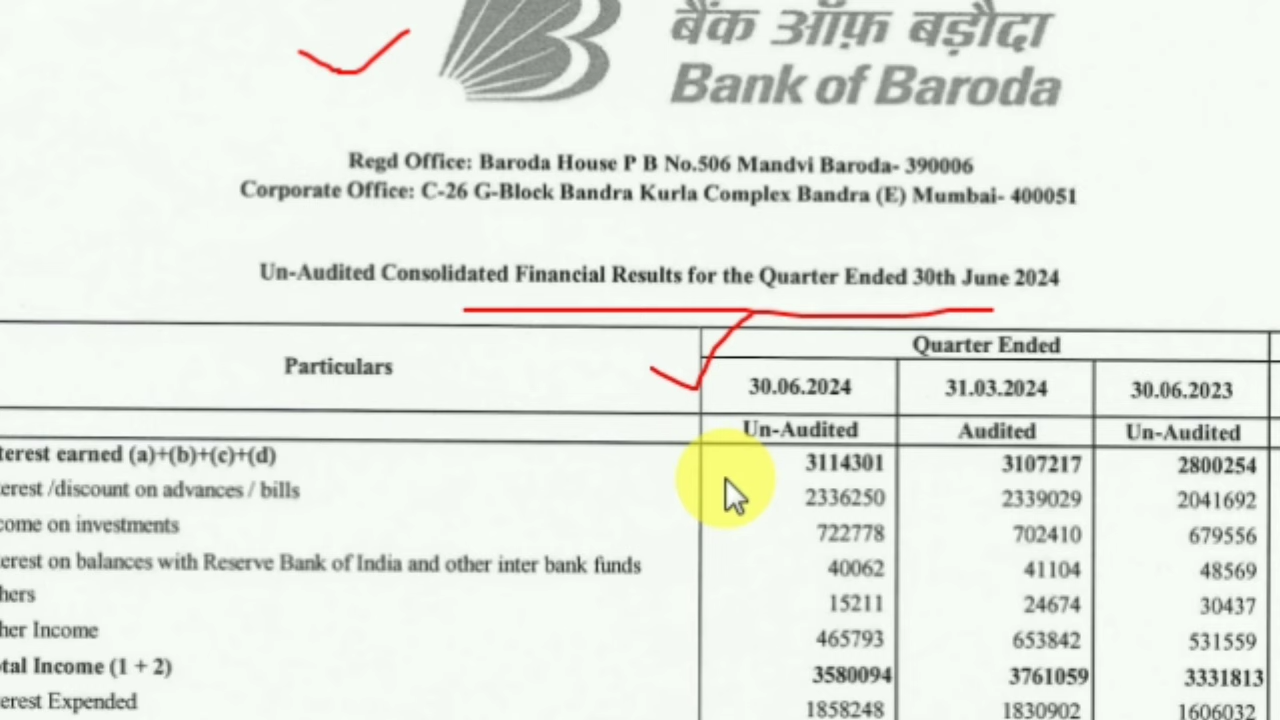 बैंक ऑफ़ बड़ौदा
Bank of Baroda
Regd Office: Baroda House P B No.506 Mandvi Baroda- 390006
Corporate Office: C-26 G-Block Bandra Kurla Complex Bandra (E) Mumbai- 400051
Un-Audited Consolidated Financial Results for the Quarter Ended 30th June 2024
Particulars Quarter Ended
30.06.2024 31.03.2024 30.06.2023
Un-Audited Audited Un-Audited
terest earned (a)+(b)+(c)+(d) 3114301 3107217 2800254
erest /discount on advances / bills 2336250 2339029 2041692
come on investments 722778 702410 679556
erest on balances with Reserve Bank of India and other inter bank funds 40062 41104 48569
hers 15211 24674 30437
her Income 465793 653842 531559
tal Income (1 + 2) 3580094 3761059 3331813
erest Expended 1858248 1830902 1606032